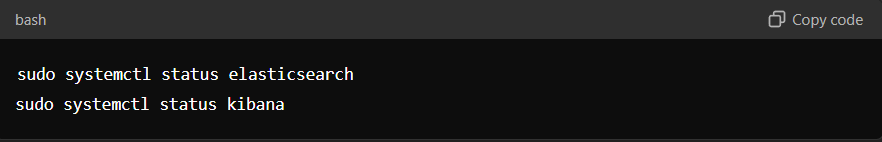 bash
Copy code
sudo systemctl status elasticsearch
sudo systemctl status kibana